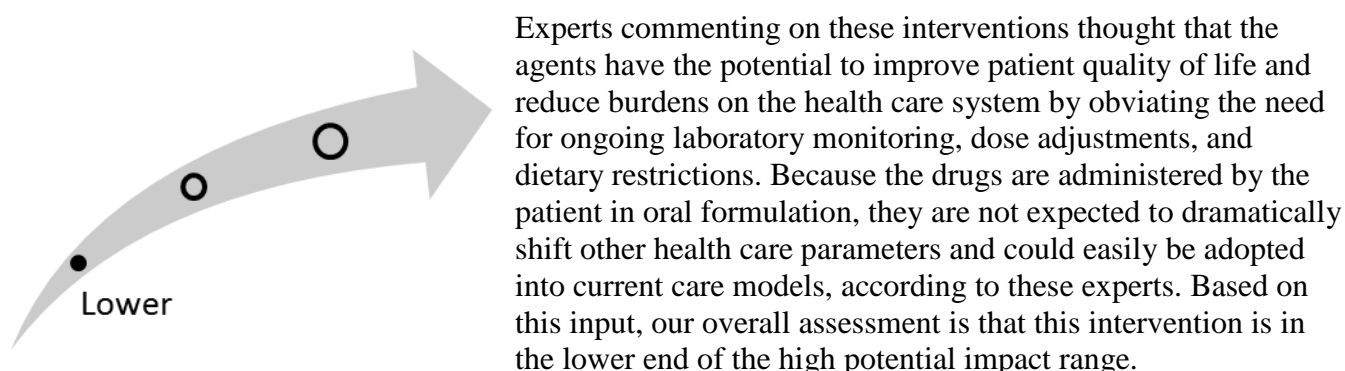 Experts commenting on these interventions thought that the
agents have the potential to improve patient quality of life and
reduce burdens on the health care system by obviating the need
for ongoing laboratory monitoring, dose adjustments, and
dietary restrictions. Because the drugs are administered by the
patient in oral formulation, they are not expected to dramatically
shift other health care parameters and could easily be adopted
into current care models, according to these experts. Based on
this input, our overall assessment is that this intervention is in
the lower end of the high potential impact range.
Lower